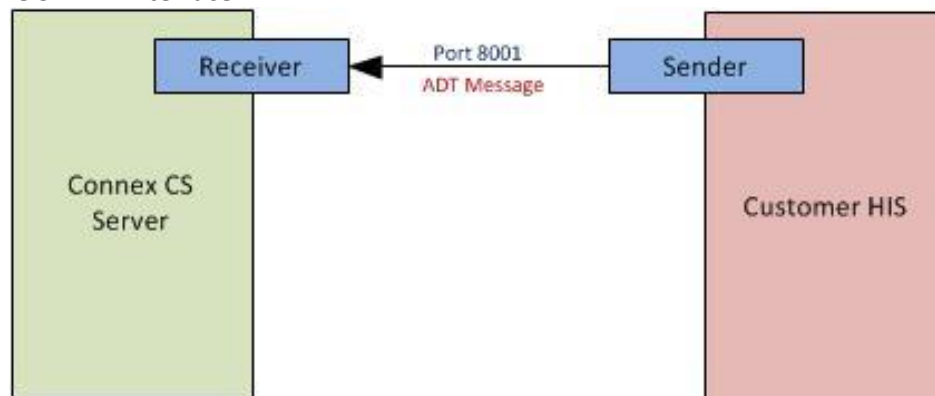 Receiver
Port 8001
ADT Message
Sender
Connex CS
Server
Customer HIS